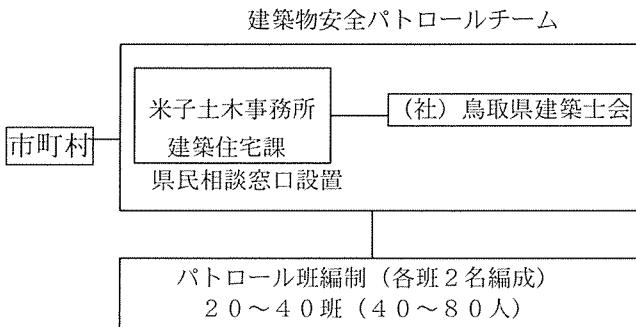 建築物安全パトロールチーム
市町村
米子土木事務所
建築住宅課
県民相談窓口設置
（社）鳥取県建築士会
パトロール班編制（各班２名編成）
２０～４０班（４０～８０人）